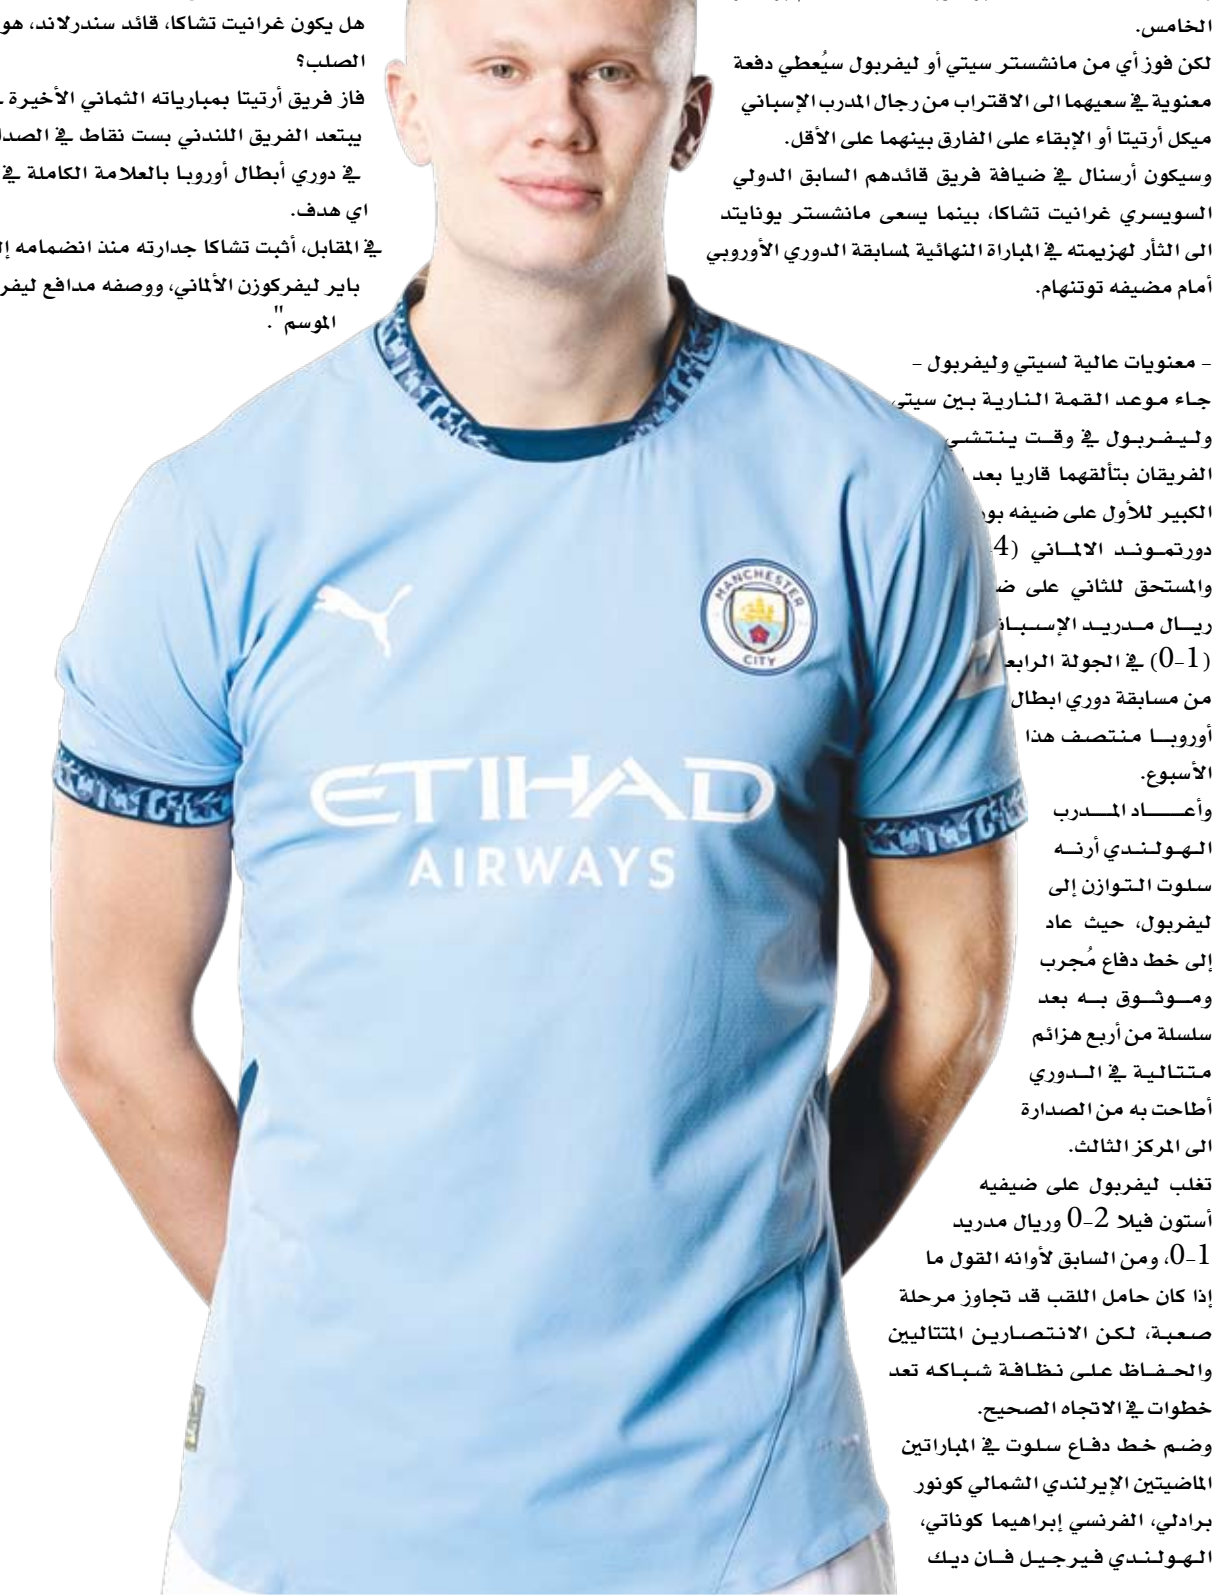 الخامس.
لكن فوز أي من مانشستر سيتي أو ليفربول سيُعطي دفعة
معنوية في سعيهما الى الاقتراب من رجال المدرب الإسباني
ميكل أرتيتا أو الإبقاء على الفارق بينهما على الأقل.
وسيكون أرسنال في ضيافة فريق قائدهم السابق الدولي
السويسري غرانيت تشاكا، بينما يسعى مانشستر يونايتد
الى الثأر لهزيمته في المباراة النهائية لمسابقة الدوري الأوروبي
أمام مضيفه توتنهام.
– معنويات عالية لسيتي وليفربول –
جاء موعد القمة النارية بين سيتي
وليفربول في وقت ينتشي
الفريقان بتألقهما قاريا بعد
الكبير للأول على ضيفه
دورتموند الالماني (4
والمستحق للثاني على
ريال مدريد
(1-0) في الجولة
من مسابقة دوري ابطال
أوروبا منتصف هذا
الأسبوع.
وأعاد المدرب
الهولندي أرنه
سلوت التوازن إلى
ليفربول، حيث عاد
إلى خط دفاع مُجرب
وموثوق به بعد
سلسلة من أربع هزائم
متتالية في الدوري
أطاحت به من الصدارة
الى المركز الثالث.
تغلب ليفربول على ضيفيه
أستون فيلا 2-0 وريال مدريد
1-0، ومن السابق لأوانه القول ما
إذا كان حامل اللقب قد تجاوز مرحلة
صعبة، لكن الانتصارين المتتاليين
والحفاظ على نظافة شباكه تعد
خطوات في الاتجاه الصحيح.
وضم خط دفاع سلوت في المباراتين
الماضيتين الإيرلندي الشمالي كونور
برادلي، الفرنسي إبراهيما كوناتي،
الهولندي فيرجيل فان ديك
هل يكون غرانيت تشاكا، قائد سندرلاند، هو
الصلب؟
فاز فريق أرتيتا بمبارياته الثماني الأخيرة
يبتعد الفريق اللندني بست نقاط في
في دوري أبطال أوروبا بالعلامة الكاملة في
اي هدف.
في المقابل، أثبت تشاكا جدارته منذ انضمامه
باير ليفركوزن الألماني، ووصفه مدافع
الموسم".
MANCHESTER
CITY
ETIHAD
AIRWAYS